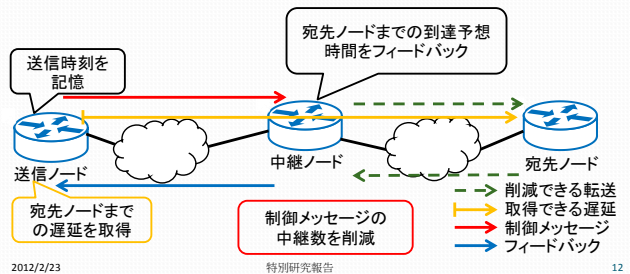 送信時刻を
記憶
宛先ノードまでの到達予想
時間をフィードバック
送信ノード
中継ノード
宛先ノード
宛先ノードまで
の遅延を取得
制御メッセージの
中継数を削減
削減できる転送
取得できる遅延
制御メッセージ
フィードバック
2012/2/23
特別研究報告
12